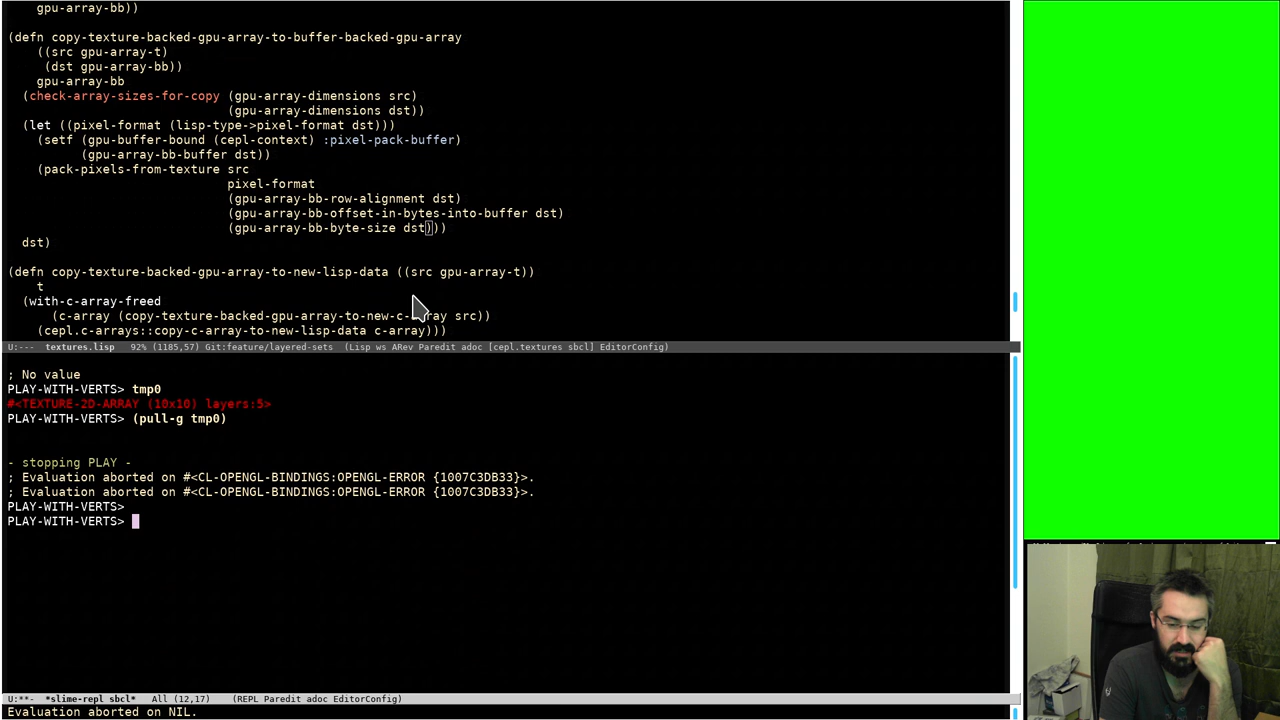 gpu-array-bb))
(defn copy-texture-backed-gpu-array-to-buffer-backed-gpu-array
((src gpu-array-t)
(dst gpu-array-bb))
gpu-array-bb
(check-array-sizes-for-copy (gpu-array-dimensions src)
(gpu-array-dimensions dst))
(let ((pixel-format (lisp-type->pixel-format dst)))
(setf (gpu-buffer-bound (cepl-context) :pixel-pack-buffer)
(gpu-array-bb-buffer dst))
(pack-pixels-from-texture src
pixel-format
(gpu-array-bb-row-alignment dst)
(gpu-array-bb-offset-in-bytes-into-buffer dst)
(gpu-array-bb-byte-size dst)))
dst)
(defn copy-texture-backed-gpu-array-to-new-lisp-data ((src gpu-array-t))
t
(with-c-array-freed
(c-array (copy-texture-backed-gpu-array-to-new-c-array src))
(cepl.c-arrays::copy-c-array-to-new-lisp-data c-array)))
U:--- textures.lisp 92% (1185,57) Git:feature/layered-sets (Lisp ws ARev Paredit adoc [cepl.textures sbcl] EditorConfig)
; No value
PLAY-WITH-VERTS> tmp0
#<TEXTURE-2D-ARRAY (10x10) layers:5>
PLAY-WITH-VERTS> (pull-g tmp0)
- stopping PLAY -
; Evaluation aborted on #<CL-OPENGL-BINDINGS:OPENGL-ERROR {1007C3DB33}>.
; Evaluation aborted on #<CL-OPENGL-BINDINGS:OPENGL-ERROR {1007C3DB33}>.
PLAY-WITH-VERTS>
PLAY-WITH-VERTS>
U:**- *slime-repl sbcl* All (12,17) (REPL Paredit adoc EditorConfig)
Evaluation aborted on NIL.